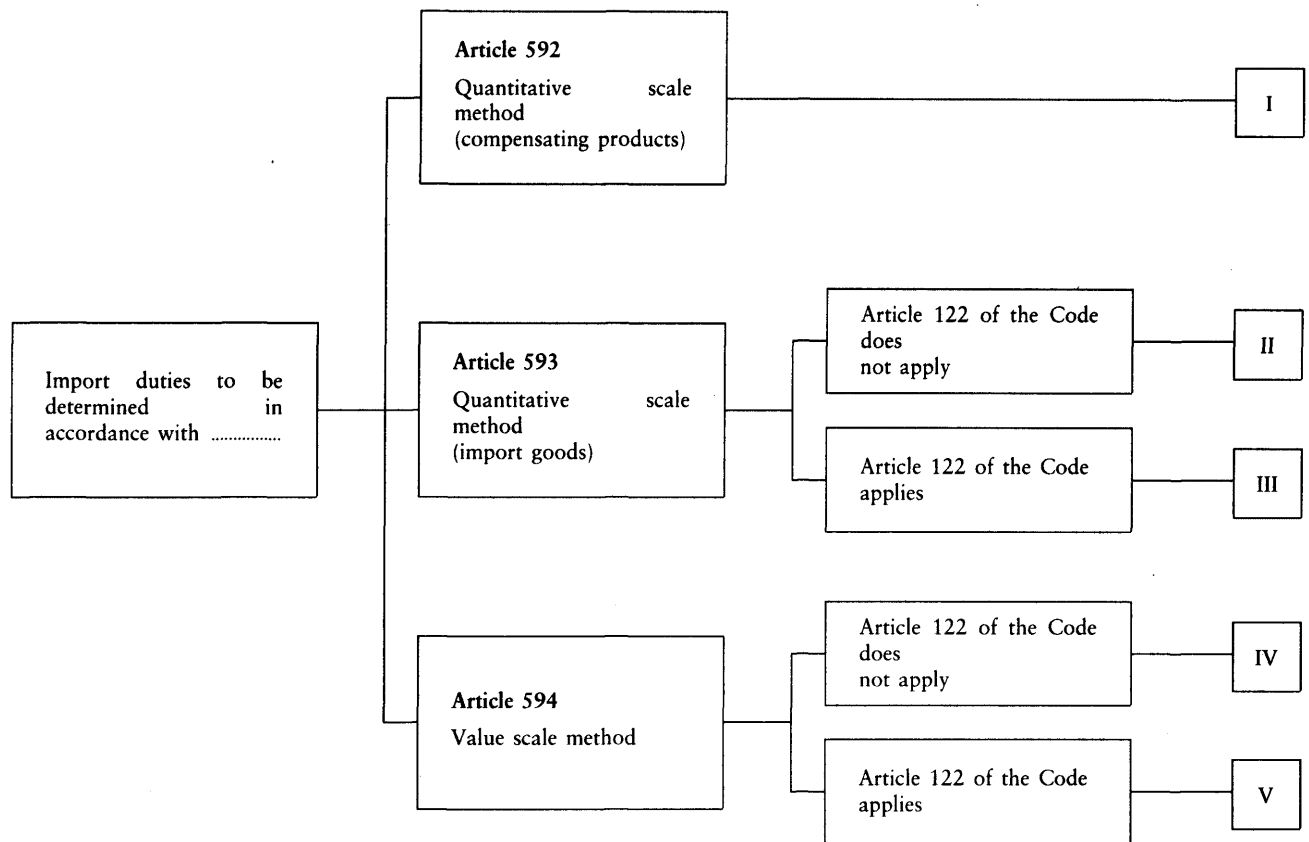 Article 592
Quantitative scale
method
(compensating products)
I
Import duties to be
determined in
accordance with ................
Article 593
Quantitative scale
method
(import goods)
Article 122 of the Code
does
not apply
II
Article 122 of the Code
applies
III
Article 594
Value scale method
Article 122 of the Code
does
not apply
IV
Article 122 of the Code
applies
V